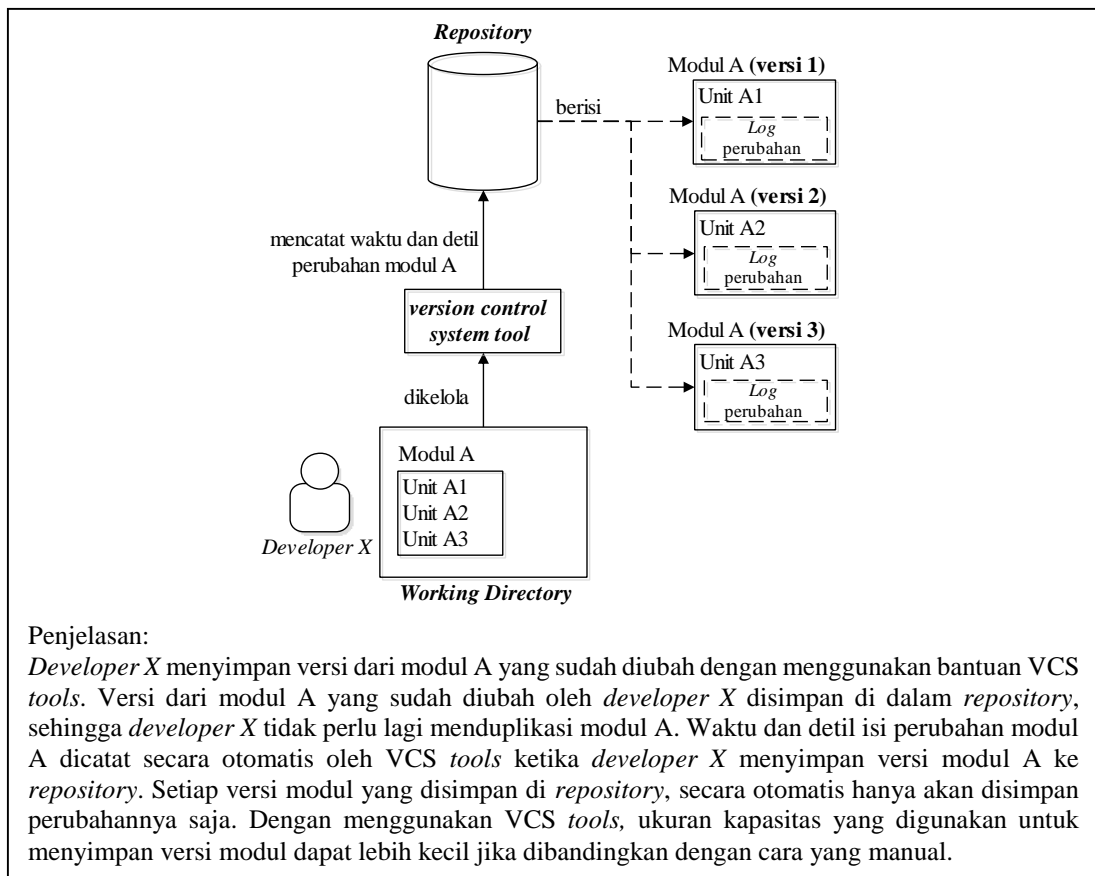 Repository
Modul A (versi 1)
Unit A1
Log
perubahan
berisi
Modul A (versi 2)
Unit A2
Log
perubahan
mencatat waktu dan detil
perubahan modul A
version control
system tool
Modul A (versi 3)
Unit A3
Log
perubahan
dikelola
Modul A
Unit A1
Unit A2
Unit A3
Developer X
Working Directory
Penjelasan:
Developer X menyimpan versi dari modul A yang sudah diubah dengan menggunakan bantuan VCS
tools. Versi dari modul A yang sudah diubah oleh developer X disimpan di dalam repository,
sehingga developer X tidak perlu lagi menduplikasi modul A. Waktu dan detil isi perubahan modul
A dicatat secara otomatis oleh VCS tools ketika developer X menyimpan versi modul A ke
repository. Setiap versi modul yang disimpan di repository, secara otomatis hanya akan disimpan
perubahannya saja. Dengan menggunakan VCS tools, ukuran kapasitas yang digunakan untuk
menyimpan versi modul dapat lebih kecil jika dibandingkan dengan cara yang manual.